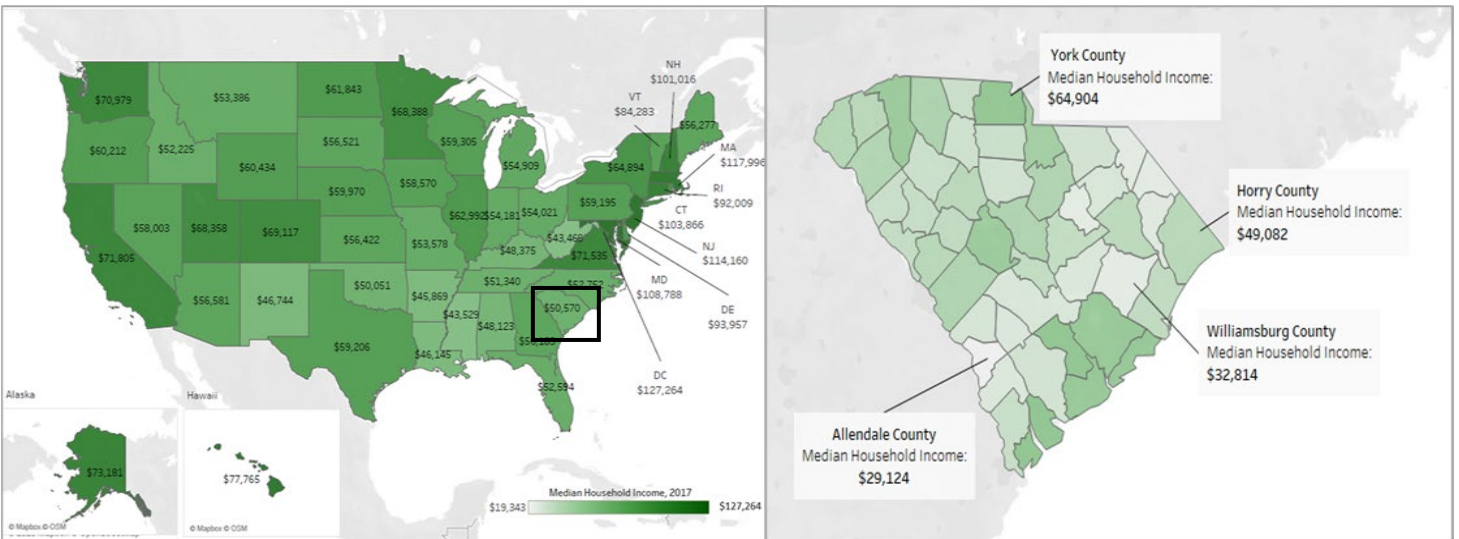 NH
$101,016
VT
$84,283
$70,979
$53,386
$61,843
$68,388
$56,277
$60,212
$52,225
$56,521
$59,305
$54,909
$64,894
MA
$117,996
$60,434
$58,570
$59,970
$59,195
RI
$92,009
CT
$103,866
$58,003
$68,358
$69,117
$62,992
$54,181
$54,021
$71,805
$56,422
$53,578
$43,469
$48,375
$71,535
NJ
$114,160
MD
$108,788
$56,581
$46,744
$50,051
$45,869
$51,340
$52,752
DE
$93,957
$59,206
$43,529
$48,123
$50,570
$46,145
$52,594
DC
$127,264
Alaska
Hawaii
$73,181
$77,765
Median Household Income, 2017
$19,343
$127,264
© Mapbox © OSM
© Mapbox © OSM
York County
Median Household Income:
$64,904
Horry County
Median Household Income:
$49,082
Williamsburg County
Median Household Income:
$32,814
Allendale County
Median Household Income:
$29,124